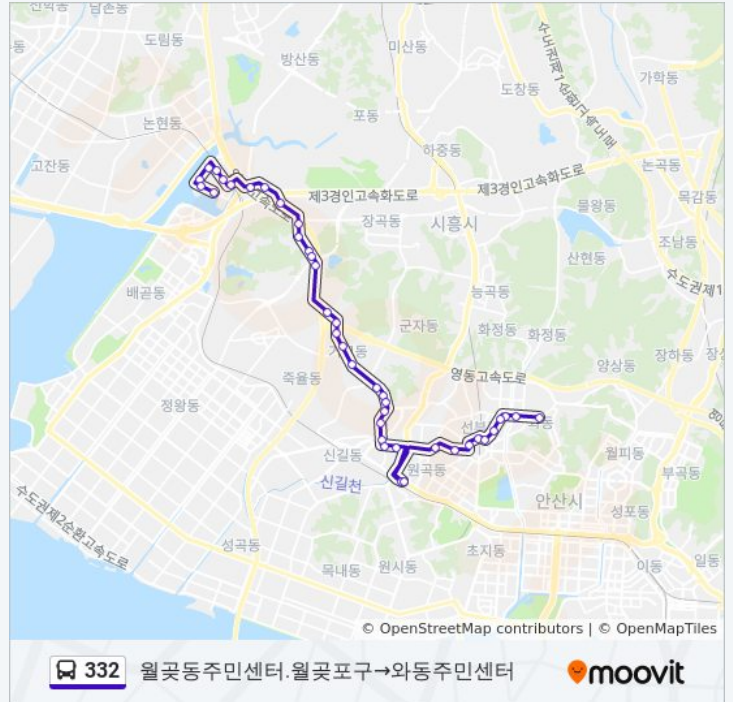 남촌동
도림동
방산동
미산동
수도권제1순환고속도로
가학동
도창동
논현동
포동
하중동
고잔동
논곡동
제3경인고속화도로
제3경인고속화도로
목감동
물왕동
장곡동
시흥시
조남동
산현동
수도권제1
배곧동
능곡동
군자동
화정동
화정동
장하동
양상동
죽율동
영동고속도로
정왕동
와동
월피동
신길동
원곡동
부곡동
신길천
안산시
성포동
수도권제2순환고속도로
성곡동
초지동
목내동
원시동
이동
일동
© OpenStreetMap contributors | © OpenMapTiles
332 월곶동주민센터.월곶포구→와동주민센터
moovit